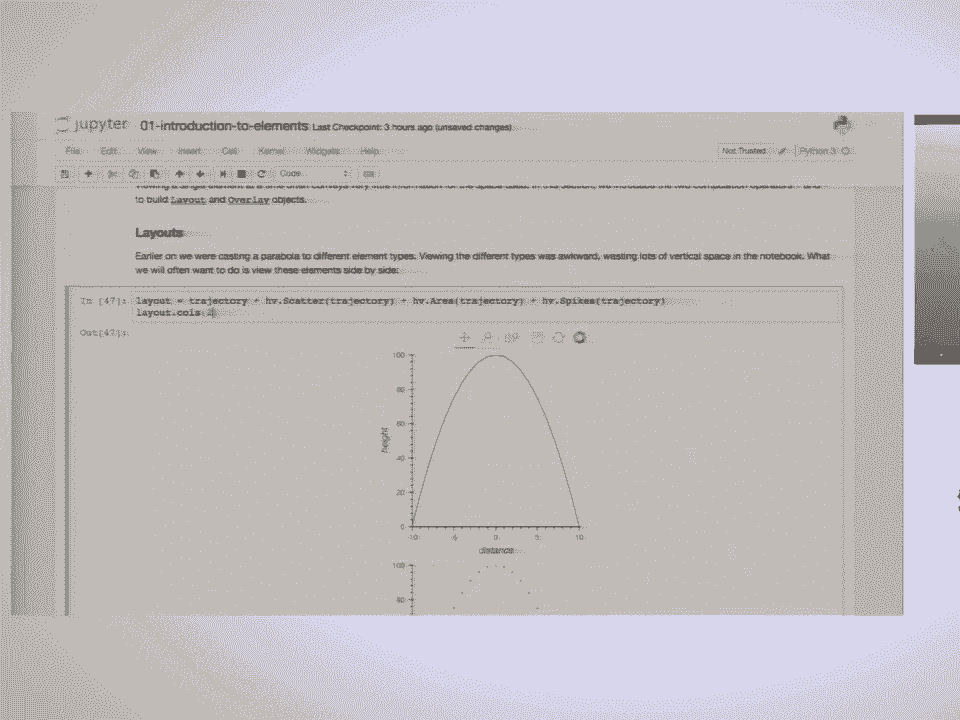 jupyter 01-introduction-to-elements Last Checkpoint: 3 hours ago (unsaved changes)
File Edit View Insert Cell Kernel Widgets Help
Not Trusted Python 3
Code
to build Layout and Overlay objects.
Layouts
Earlier on we were casting a parabola to different element types. Viewing the different types was awkward, wasting lots of vertical space in the notebook. What
we will often want to do is view these elements side by side:
In [47]: layout = trajectory + hv.Scatter(trajectory) + hv.Area(trajectory) + hv.Spikes(trajectory)
layout.cols
Out[47]:
100
80
60
height
40
20
0
-10 -5 0 5 10
distance
100
80